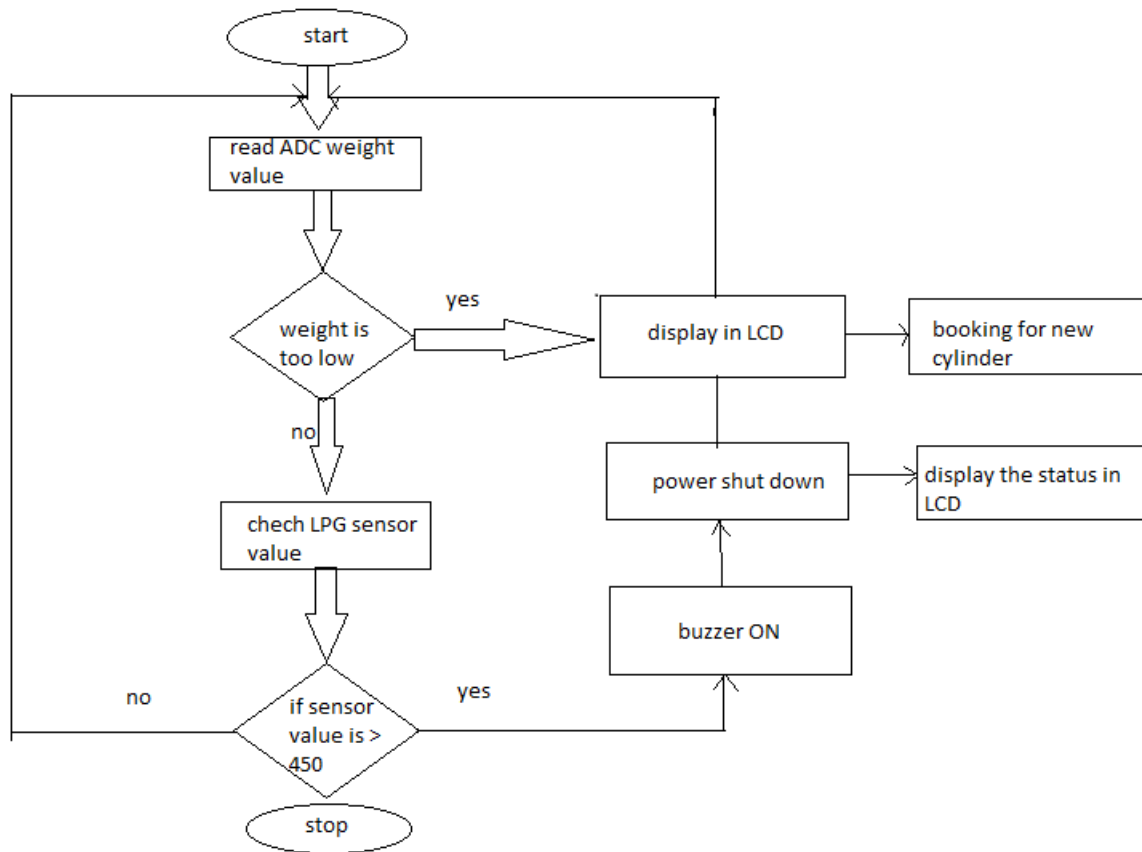 start
read ADC weight
value
weight is
too low
yes
display in LCD
booking for new
cylinder
no
power shut down
display the status in
LCD
chech LPG sensor
value
buzzer ON
no
if sensor
value is >
450
yes
stop